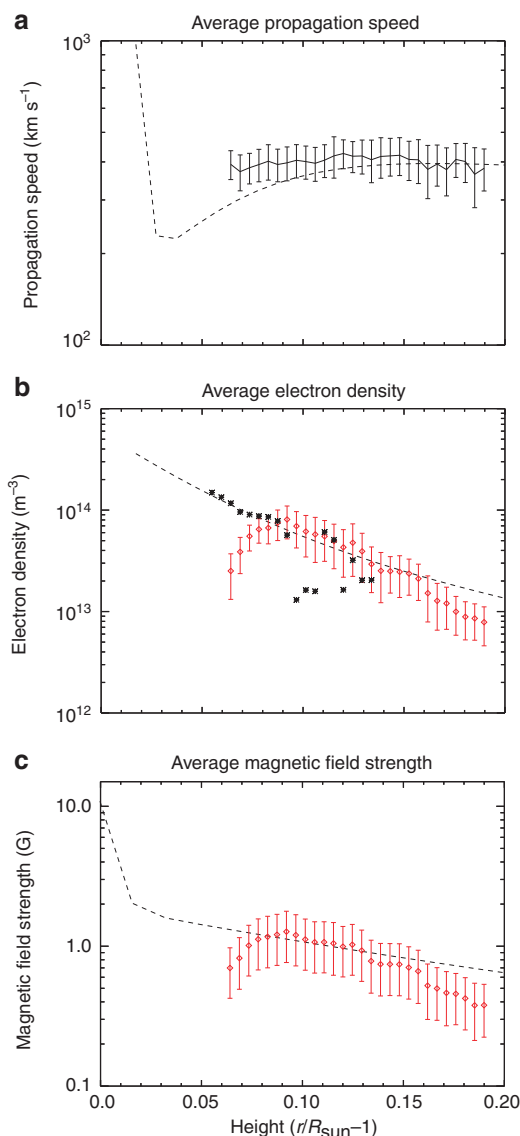 a
Average propagation speed
10³
Propagation speed (km s⁻¹)
10²
b
Average electron density
10¹⁵
10¹⁴
Electron density (m⁻³)
10¹³
10¹²
c
Average magnetic field strength
10.0
Magnetic field strength (G)
1.0
0.1
0.0 0.05 0.10 0.15 0.20
Height (r/Rsun–1)